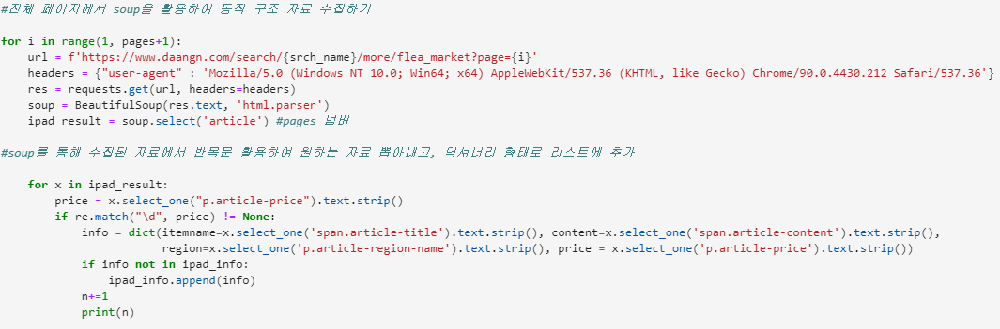 #전체 페이지에서 soup을 활용하여 동적 구조 자료 수집하기
for i in range(1, pages+1):
    url = f'https://www.daangn.com/search/{srch_name}/more/flea_market?page={i}'
    headers = {"user-agent" : 'Mozilla/5.0 (Windows NT 10.0; Win64; x64) AppleWebKit/537.36 (KHTML, like Gecko) Chrome/90.0.4430.212 Safari/537.36'}
    res = requests.get(url, headers=headers)
    soup = BeautifulSoup(res.text, 'html.parser')
    ipad_result = soup.select('article') #pages 넘버
#soup를 통해 수집된 자료에서 반목문 활용하여 원하는 자료 뽑아내고, 딕셔너리 형태로 리스트에 추가
    for x in ipad_result:
        price = x.select_one("p.article-price").text.strip()
        if re.match("\d", price) != None:
            info = dict(itemname=x.select_one('span.article-title').text.strip(), content=x.select_one('span.article-content').text.strip(),
                        region=x.select_one('p.article-region-name').text.strip(), price = x.select_one('p.article-price').text.strip())
            if info not in ipad_info:
                ipad_info.append(info)
            n+=1
            print(n)